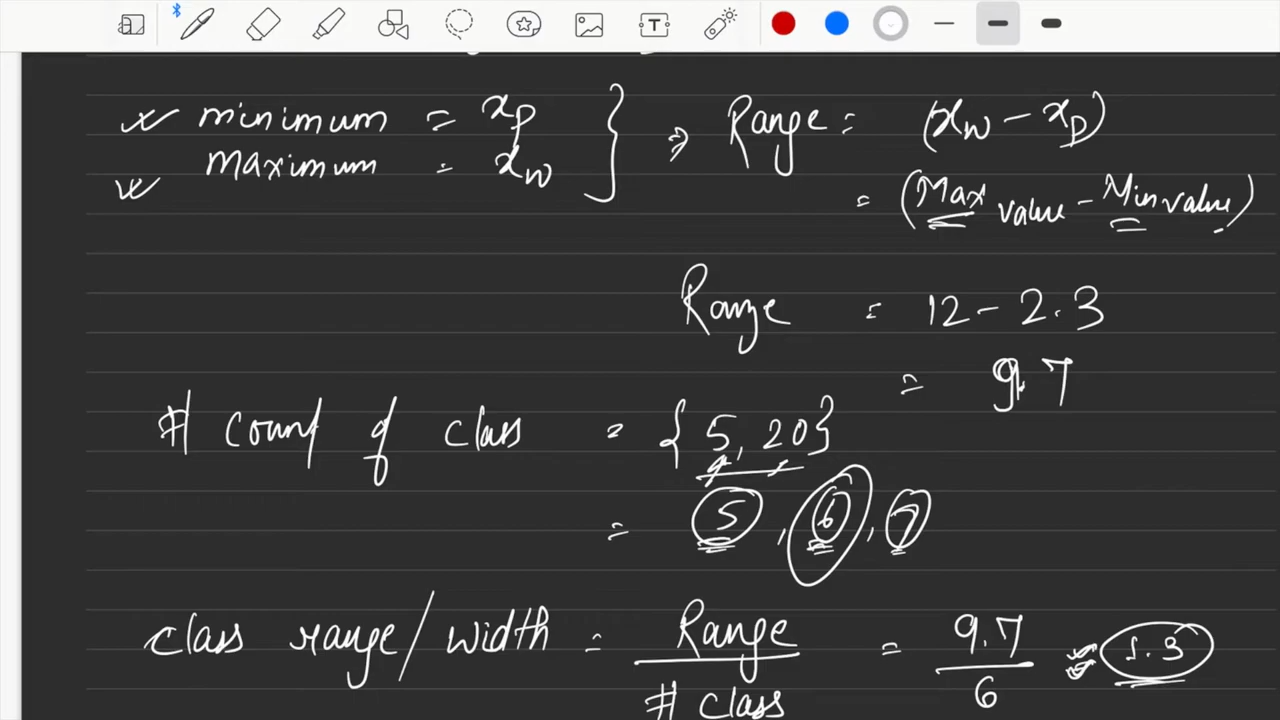 minimum = xp } ⇒ Range = (xw - xp)
maximum = xw
= (Max value - Min value)
Range = 12 - 2.3
= 9.7
# count of class = {5, 20}
= 5, 6, 7
class range/width = Range / # class = 9.7 / 6 ≈ 1.3